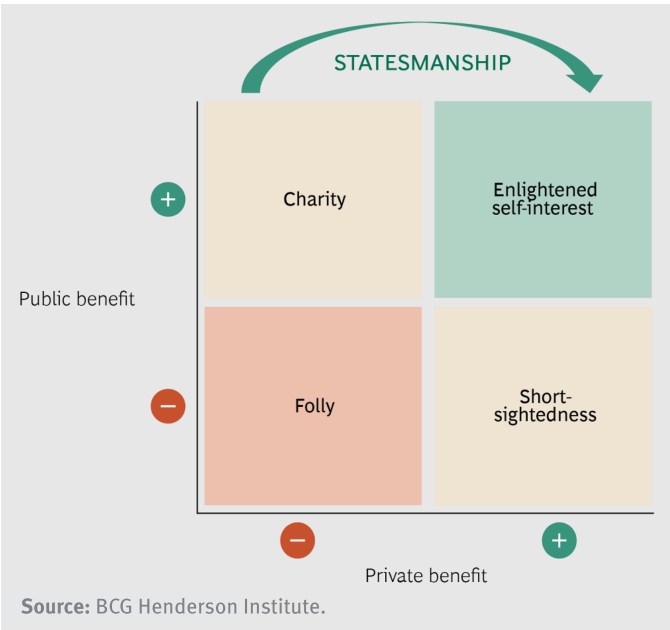 STATESMANSHIP
+
Charity
Enlightened
self-interest
Public benefit
−
Folly
Short-
sightedness
−
+
Private benefit
Source: BCG Henderson Institute.